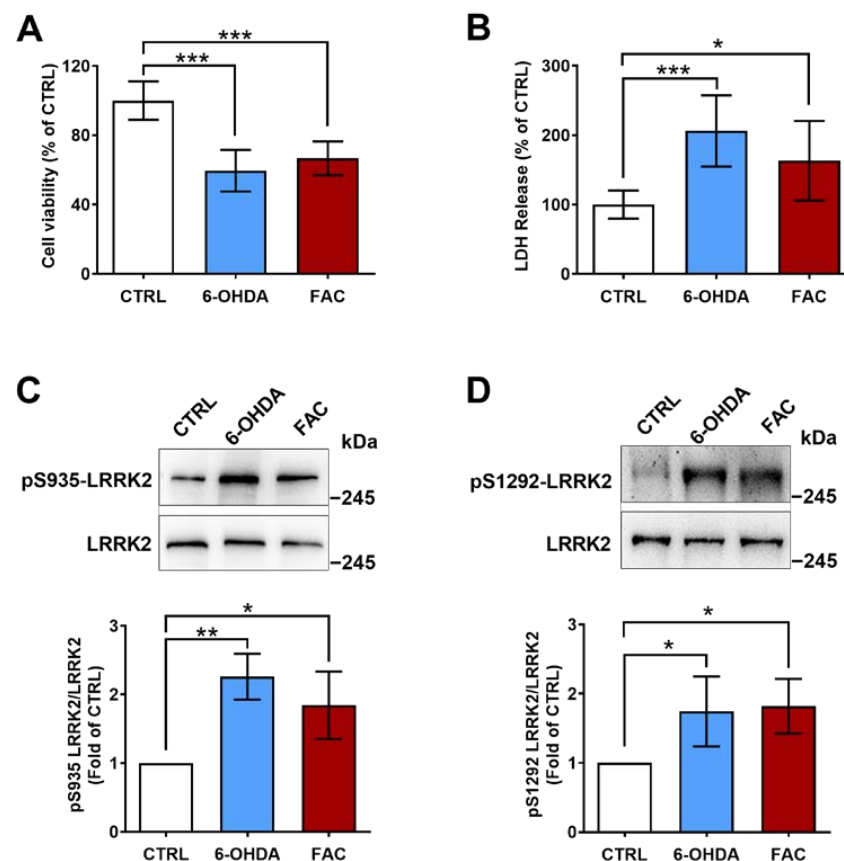 A
Cell viability (% of CTRL)
120
80
40
0
***
***
CTRL
6-OHDA
FAC
B
LDH Release (% of CTRL)
300
200
100
0
*
***
CTRL
6-OHDA
FAC
C
CTRL
6-OHDA
FAC
kDa
pS935-LRRK2
–245
LRRK2
–245
pS935 LRRK2/LRRK2
(Fold of CTRL)
3
2
1
0
*
**
CTRL
6-OHDA
FAC
D
CTRL
6-OHDA
FAC
kDa
pS1292-LRRK2
–245
LRRK2
–245
pS1292 LRRK2/LRRK2
(Fold of CTRL)
3
2
1
0
*
*
CTRL
6-OHDA
FAC